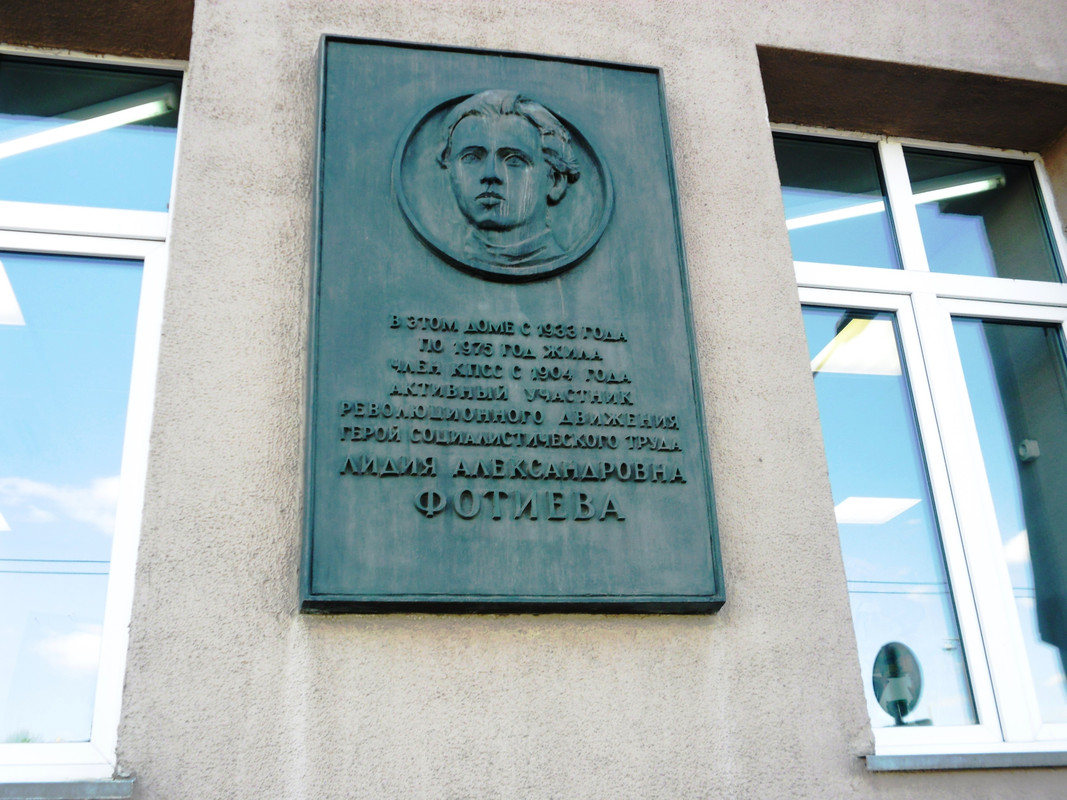 В ЭТОМ ДОМЕ С 1933 ГОДА
ПО 1975 ГОД ЖИЛА
ЧЛЕН КПСС С 1904 ГОДА
АКТИВНЫЙ УЧАСТНИК
РЕВОЛЮЦИОННОГО ДВИЖЕНИЯ
ГЕРОЙ СОЦИАЛИСТИЧЕСКОГО ТРУДА
ЛИДИЯ АЛЕКСАНДРОВНА
ФОТИЕВА